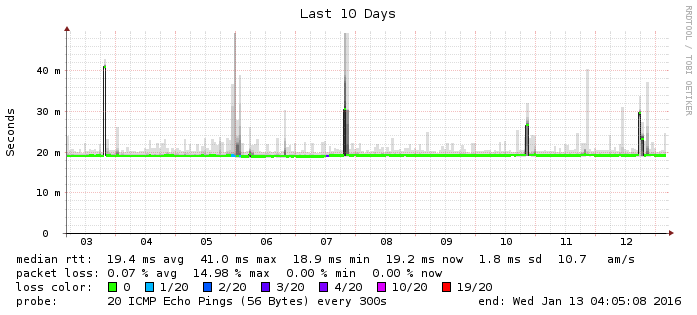 Last 10 Days
RRDTOOL / TOBI OETIKER
Seconds
40 m
30 m
20 m
10 m
0
03 04 05 06 07 08 09 10 11 12
median rtt: 19.4 ms avg 41.0 ms max 18.9 ms min 19.2 ms now 1.8 ms sd 10.7 am/s
packet loss: 0.07 % avg 14.98 % max 0.00 % min 0.00 % now
loss color: 0 1/20 2/20 3/20 4/20 10/20 19/20
probe: 20 ICMP Echo Pings (56 Bytes) every 300s end: Wed Jan 13 04:05:08 2016